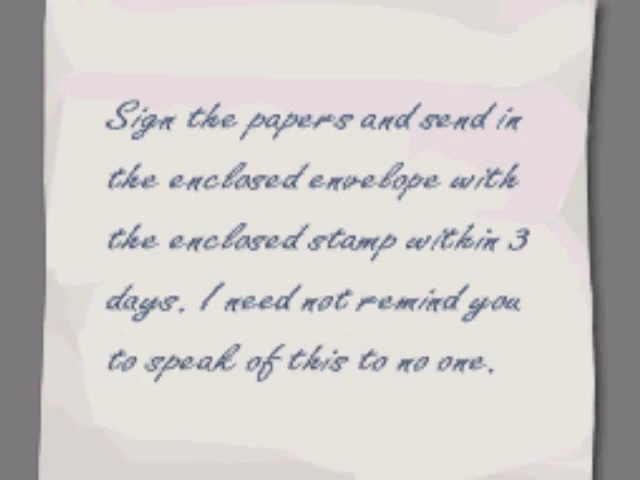 Sign the papers and send in
the enclosed envelope with
the enclosed stamp within 3
days. I need not remind you
to speak of this to no one.